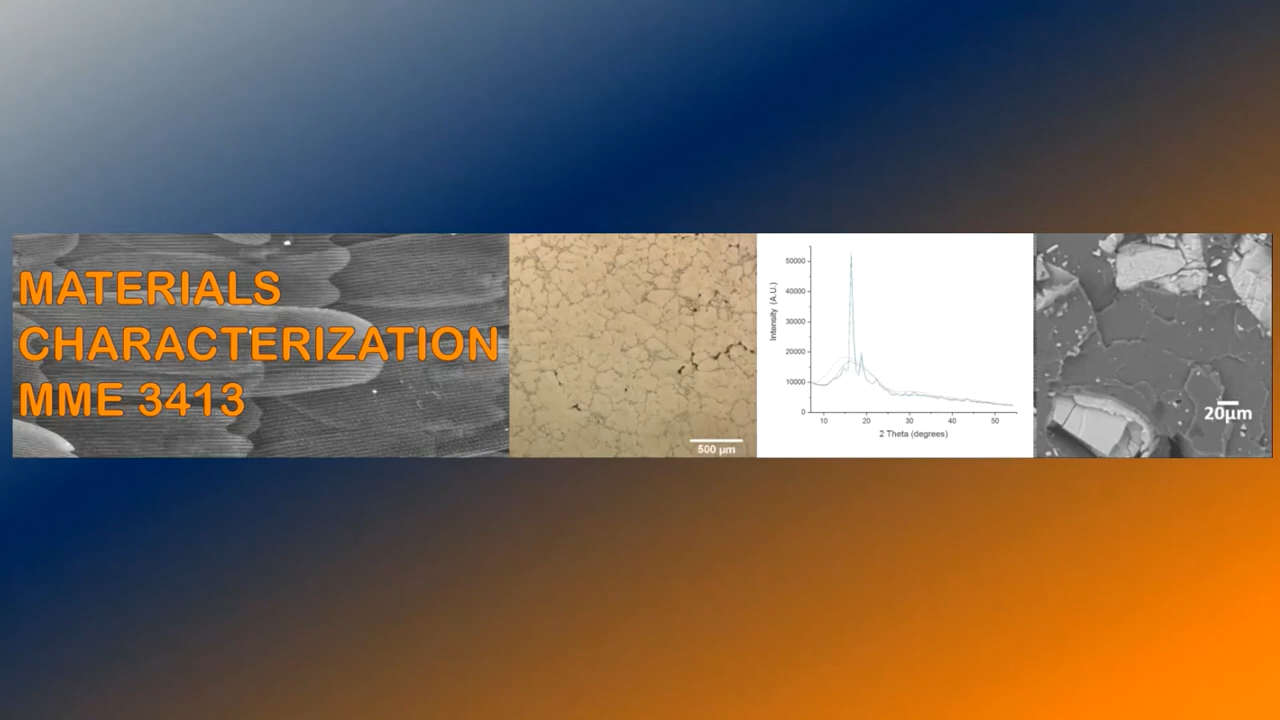 MATERIALS
CHARACTERIZATION
MME 3413
500 µm
Intensity (A.U.)
50000
40000
30000
20000
10000
0
10 20 30 40 50
2 Theta (degrees)
20µm